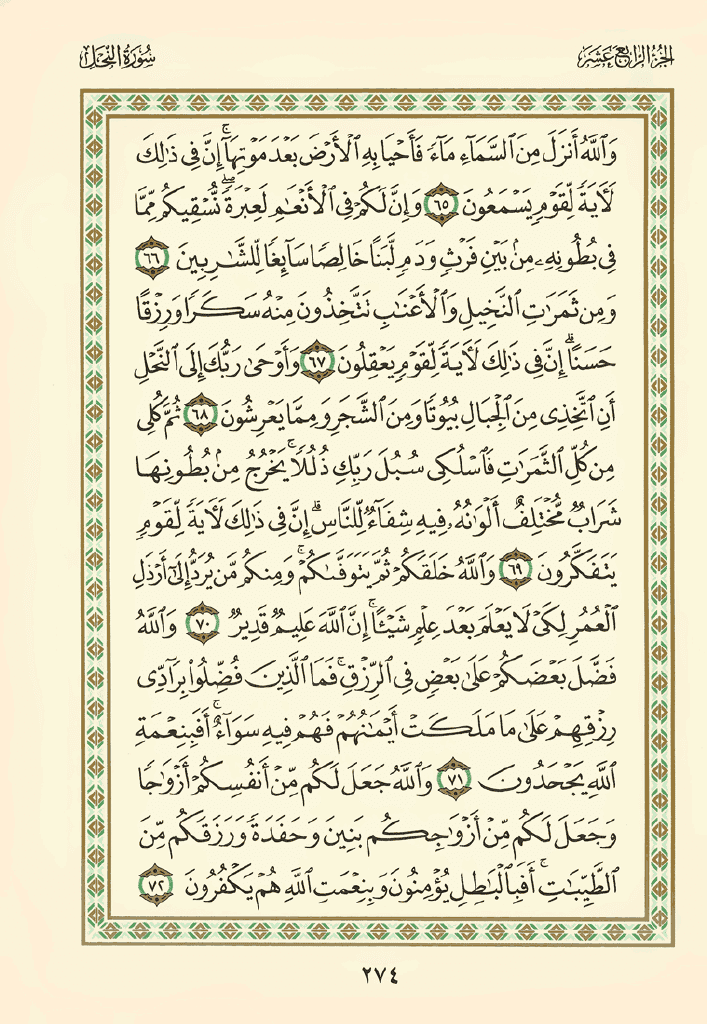 الجزء الرابع عشر
سورة النحل
وَٱللَّهُ أَنزَلَ مِنَ ٱلسَّمَآءِ مَآءً فَأَحْيَا بِهِ ٱلْأَرْضَ بَعْدَ مَوْتِهَآ ۚ إِنَّ فِى ذَٰلِكَ
لَـَٔايَةً لِّقَوْمٍ يَسْمَعُونَ ٦٥ وَإِنَّ لَكُمْ فِى ٱلْأَنْعَـٰمِ لَعِبْرَةً ۖ نُّسْقِيكُم مِّمَّا
فِى بُطُونِهِۦ مِنۢ بَيْنِ فَرْثٍ وَدَمٍ لَّبَنًا خَالِصًا سَآئِغًا لِّلشَّـٰرِبِينَ ٦٦
وَمِن ثَمَرَٰتِ ٱلنَّخِيلِ وَٱلْأَعْنَـٰبِ تَتَّخِذُونَ مِنْهُ سَكَرًا وَرِزْقًا
حَسَنًا ۗ إِنَّ فِى ذَٰلِكَ لَـَٔايَةً لِّقَوْمٍ يَعْقِلُونَ ٦٧ وَأَوْحَىٰ رَبُّكَ إِلَى ٱلنَّحْلِ
أَنِ ٱتَّخِذِى مِنَ ٱلْجِبَالِ بُيُوتًا وَمِنَ ٱلشَّجَرِ وَمِمَّا يَعْرِشُونَ ٦٨ ثُمَّ كُلِى
مِن كُلِّ ٱلثَّمَرَٰتِ فَٱسْلُكِى سُبُلَ رَبِّكِ ذُلُلًا ۚ يَخْرُجُ مِنۢ بُطُونِهَا
شَرَابٌ مُّخْتَلِفٌ أَلْوَٰنُهُۥ فِيهِ شِفَآءٌ لِّلنَّاسِ ۗ إِنَّ فِى ذَٰلِكَ لَـَٔايَةً لِّقَوْمٍ
يَتَفَكَّرُونَ ٦٩ وَٱللَّهُ خَلَقَكُمْ ثُمَّ يَتَوَفَّىٰكُمْ ۚ وَمِنكُم مَّن يُرَدُّ إِلَىٰٓ أَرْذَلِ
ٱلْعُمُرِ لِكَىْ لَا يَعْلَمَ بَعْدَ عِلْمٍ شَيْـًٔا ۚ إِنَّ ٱللَّهَ عَلِيمٌ قَدِيرٌ ٧٠ وَٱللَّهُ
فَضَّلَ بَعْضَكُمْ عَلَىٰ بَعْضٍ فِى ٱلرِّزْقِ ۚ فَمَا ٱلَّذِينَ فُضِّلُوا۟ بِرَآدِّى
رِزْقِهِمْ عَلَىٰ مَا مَلَكَتْ أَيْمَـٰنُهُمْ فَهُمْ فِيهِ سَوَآءٌ ۚ أَفَبِنِعْمَةِ
ٱللَّهِ يَجْحَدُونَ ٧١ وَٱللَّهُ جَعَلَ لَكُم مِّنْ أَنفُسِكُمْ أَزْوَٰجًا
وَجَعَلَ لَكُم مِّنْ أَزْوَٰجِكُم بَنِينَ وَحَفَدَةً وَرَزَقَكُم مِّنَ
ٱلطَّيِّبَـٰتِ ۚ أَفَبِٱلْبَـٰطِلِ يُؤْمِنُونَ وَبِنِعْمَتِ ٱللَّهِ هُمْ يَكْفُرُونَ ٧٢
٢٧٤